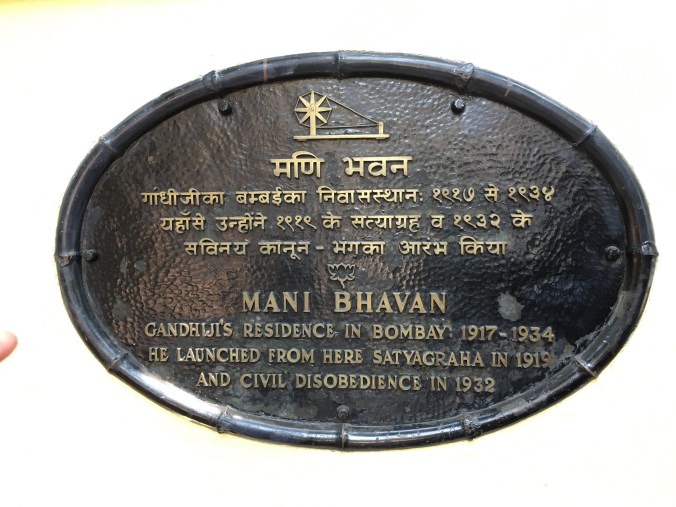 मणि भवन
गांधीजीका बम्बईका निवासस्थान: १९१७ से १९३४
यहाँसे उन्होंने १९१९ के सत्याग्रह व १९३२ के
सविनय कानून - भंगका आरंभ किया
MANI BHAVAN
GANDHIJI'S RESIDENCE IN BOMBAY: 1917-1934
HE LAUNCHED FROM HERE SATYAGRAHA IN 1919
AND CIVIL DISOBEDIENCE IN 1932